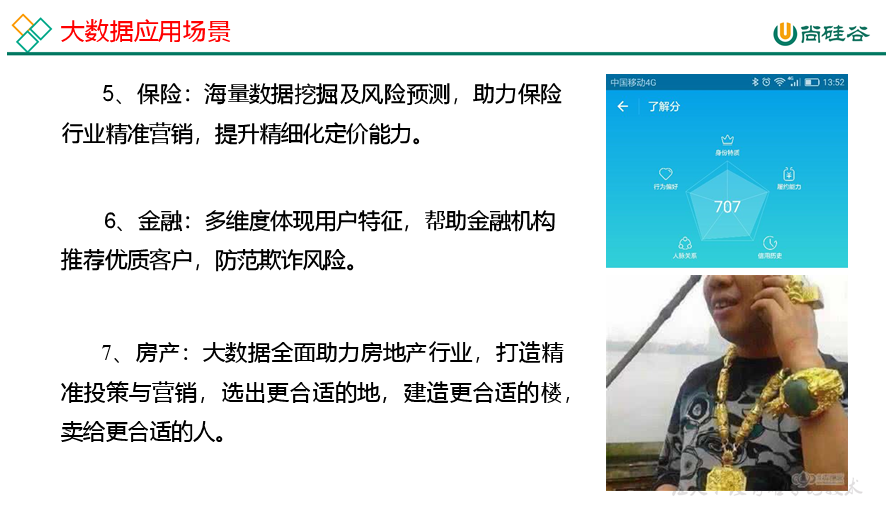 大数据应用场景
尚硅谷
5、保险：海量数据挖掘及风险预测，助力保险
行业精准营销，提升精细化定价能力。
6、金融：多维度体现用户特征，帮助金融机构
推荐优质客户，防范欺诈风险。
7、房产：大数据全面助力房地产行业，打造精
准投策与营销，选出更合适的地，建造更合适的楼，
卖给更合适的人。
中国移动4G
4G
13:52
了解分
身份特质
行为偏好
履约能力
707
人脉关系
信用历史